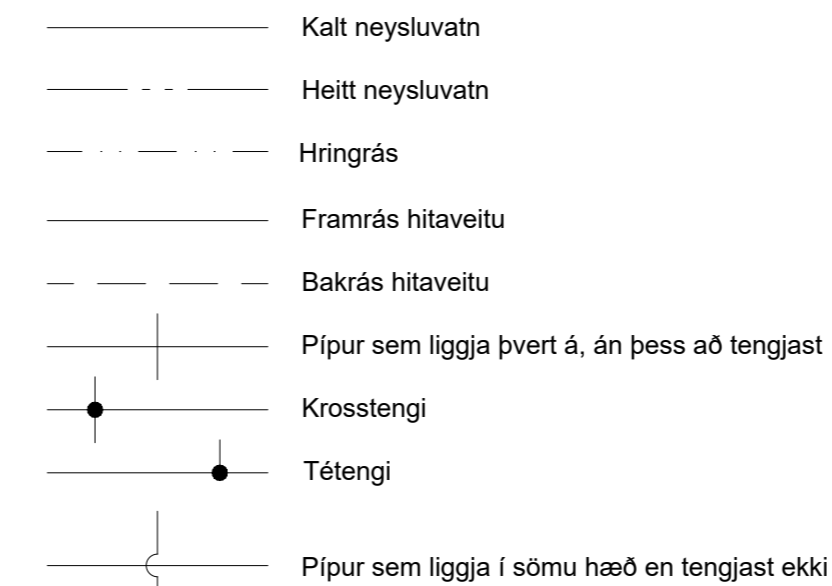 Kalt neysluvatn
Heitt neysluvatn
Hringrás
Framrás hitaveitu
Bakrás hitaveitu
Pípur sem liggja þvert á, án þess að tengjast
Krosstengi
Tétengi
Pípur sem liggja í sömu hæð en tengjast ekki